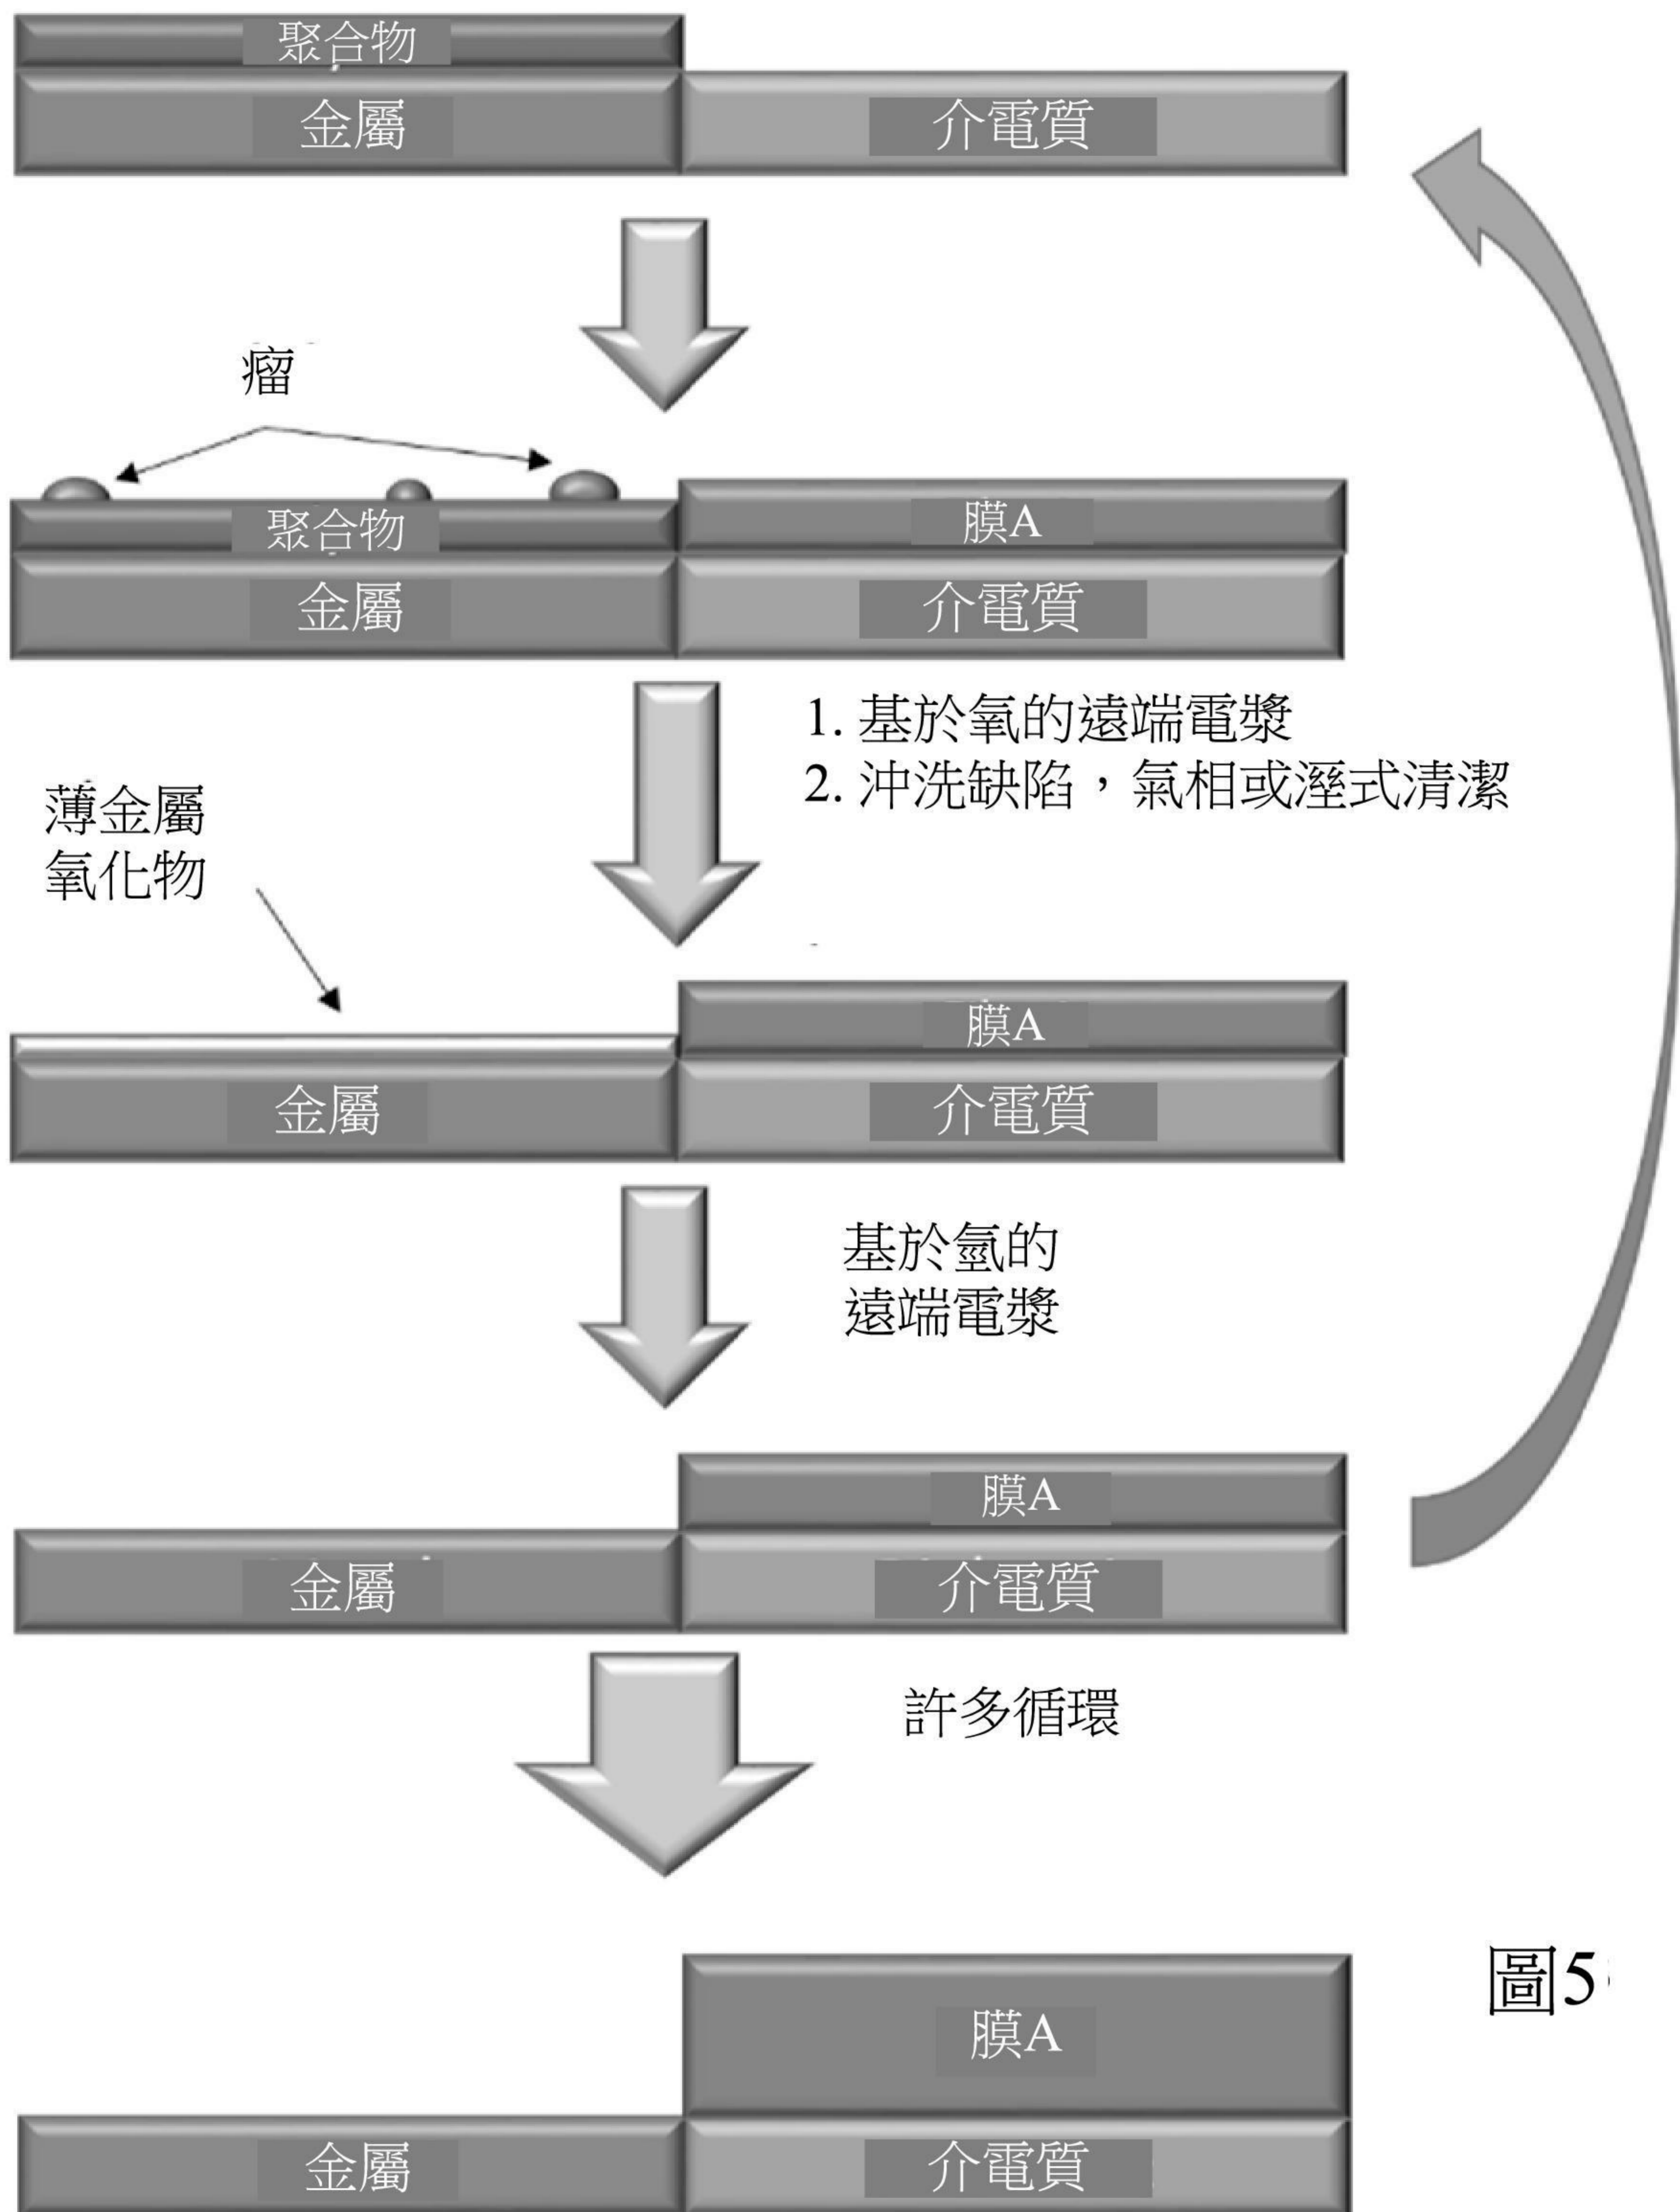 聚合物
金屬
介電質
瘤
聚合物
膜A
金屬
介電質
1. 基於氧的遠端電漿
2. 沖洗缺陷，氣相或溼式清潔
薄金屬
氧化物
膜A
金屬
介電質
基於氫的
遠端電漿
膜A
金屬
介電質
許多循環
圖5
膜A
金屬
介電質